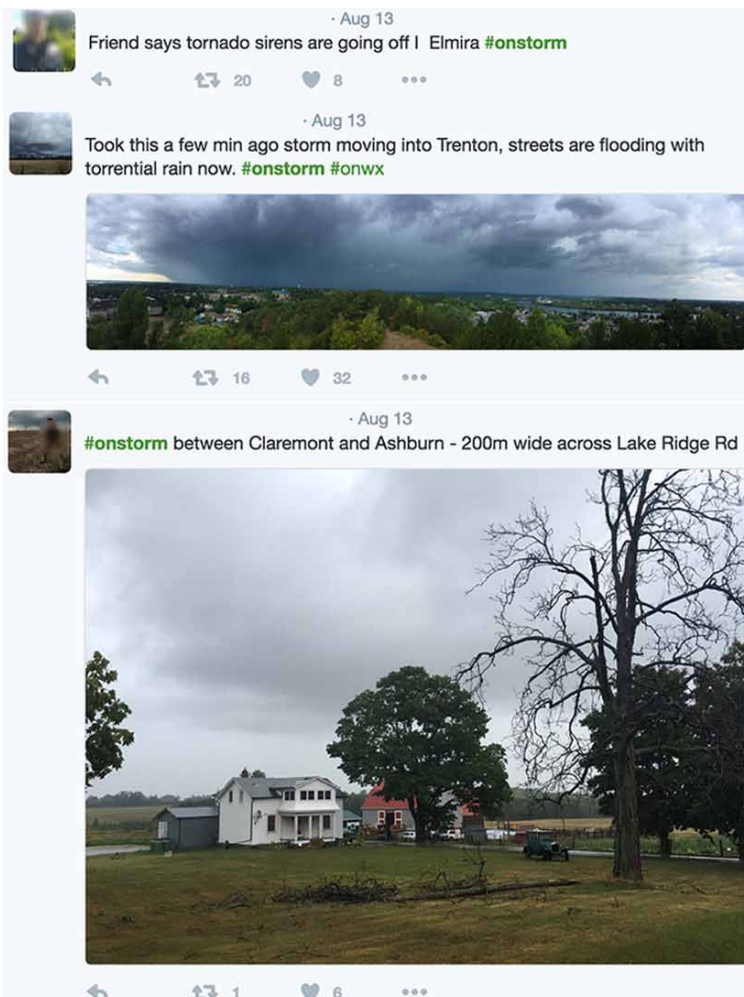 · Aug 13
Friend says tornado sirens are going off I Elmira #onstorm
20 8
· Aug 13
Took this a few min ago storm moving into Trenton, streets are flooding with
torrential rain now. #onstorm #onwx
16 32
· Aug 13
#onstorm between Claremont and Ashburn - 200m wide across Lake Ridge Rd
1 6